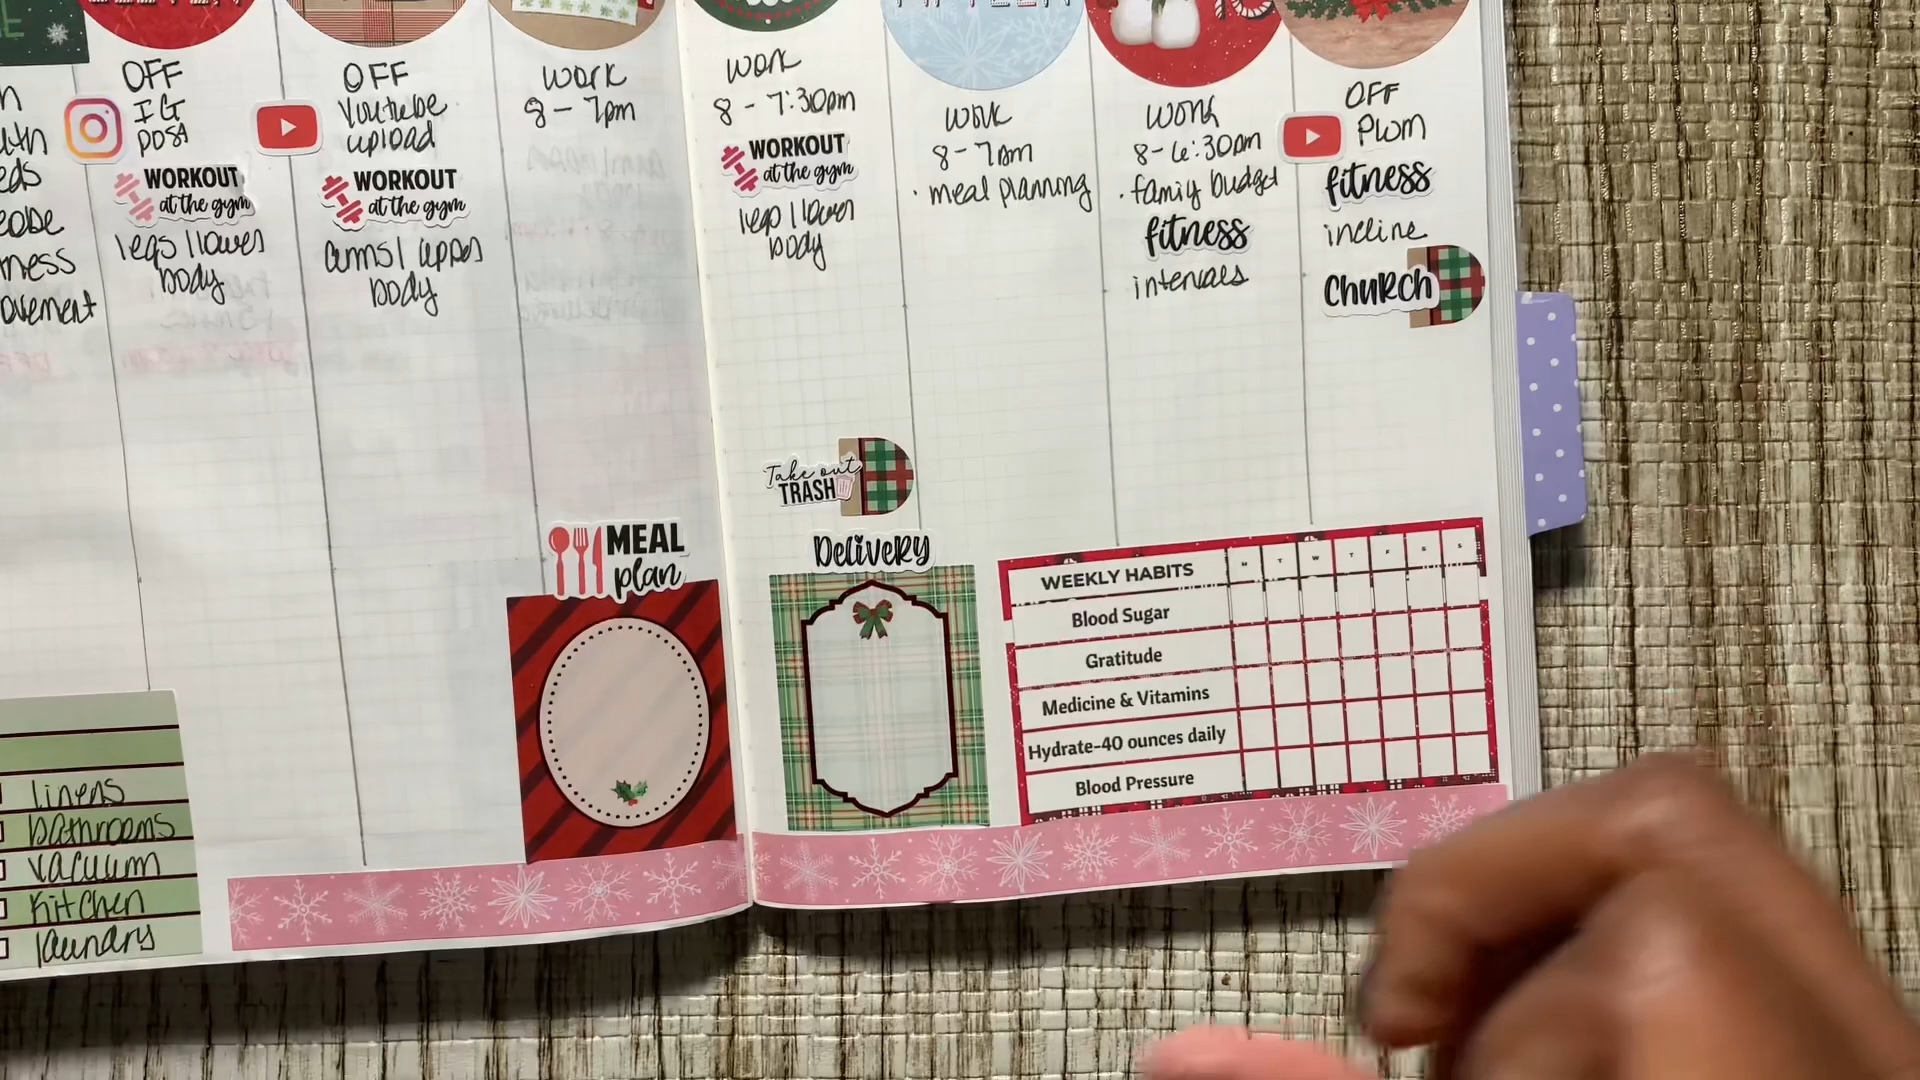 OFF
IG
post
WORKOUT
at the gym
legs / lower
body
OFF
Youtube
upload
WORKOUT
at the gym
arms / upper
body
work
8 - 7pm
MEAL
plan
work
8 - 7:30pm
WORKOUT
at the gym
legs / lower
body
Take out
TRASH
Delivery
FIFTEEN
work
8 - 7pm
· meal planning
work
8 - 6:30pm
· family budget
fitness
intervals
OFF
PWM
fitness
incline
CHURCH
WEEKLY HABITS M T W T F S S
Blood Sugar
Gratitude
Medicine & Vitamins
Hydrate-40 ounces daily
Blood Pressure
linens
bathrooms
vacuum
kitchen
laundry